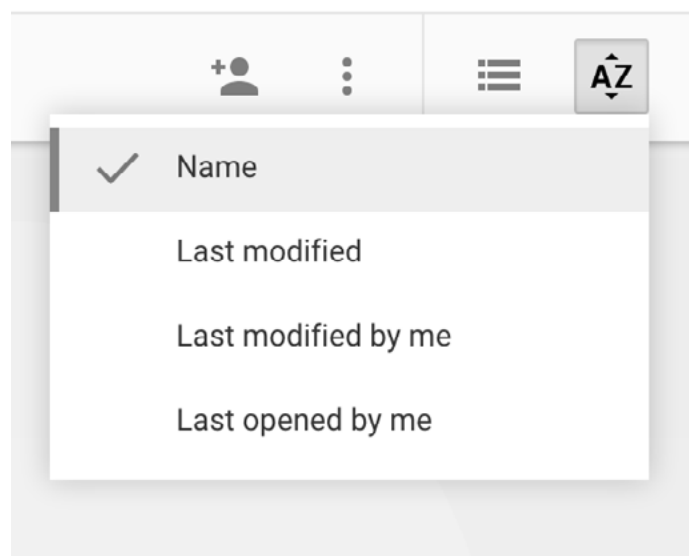 AZ
Name
Last modified
Last modified by me
Last opened by me